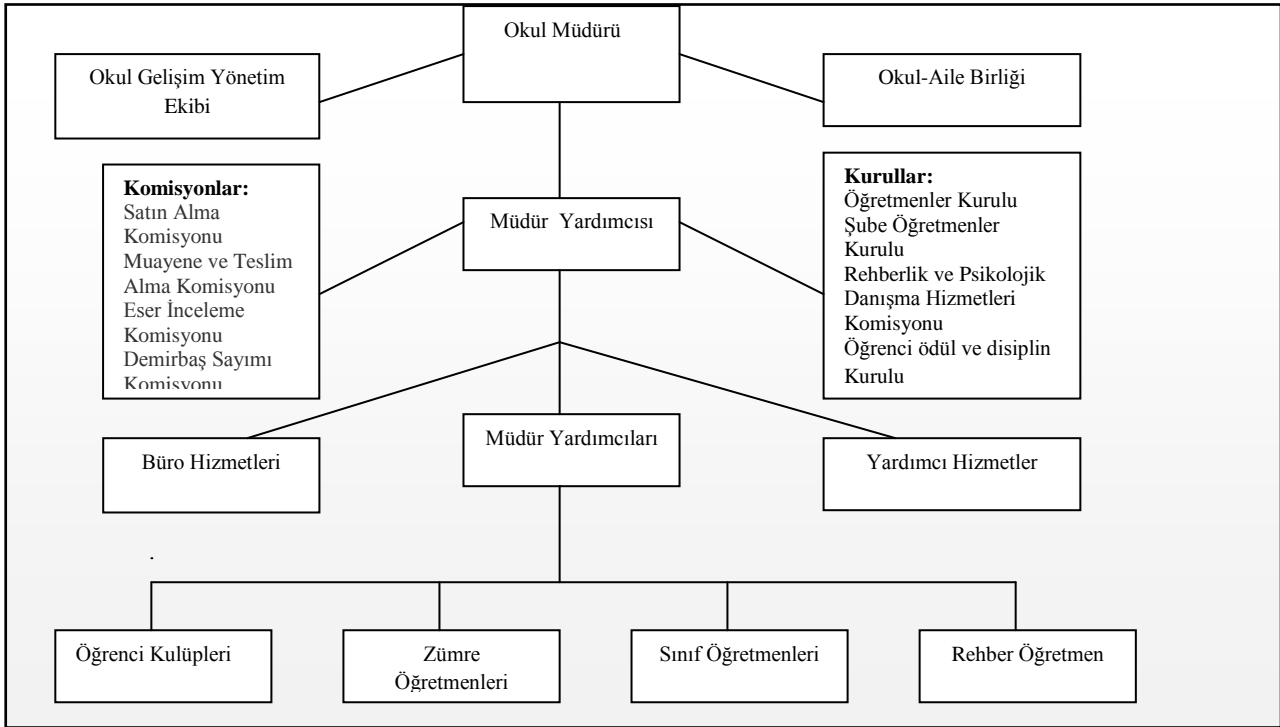 Okul Müdürü
Okul Gelişim Yönetim
Ekibi
Okul-Aile Birliği
Komisyonlar:
Satın Alma
Komisyonu
Muayene ve Teslim
Alma Komisyonu
Eser İnceleme
Komisyonu
Demirbaş Sayımı
Komisyonu
Müdür Yardımcısı
Kurullar:
Öğretmenler Kurulu
Şube Öğretmenler
Kurulu
Rehberlik ve Psikolojik
Danışma Hizmetleri
Komisyonu
Öğrenci ödül ve disiplin
Kurulu
Büro Hizmetleri
Müdür Yardımcıları
Yardımcı Hizmetler
.
Öğrenci Kulüpleri
Zümre
Öğretmenleri
Sınıf Öğretmenleri
Rehber Öğretmen